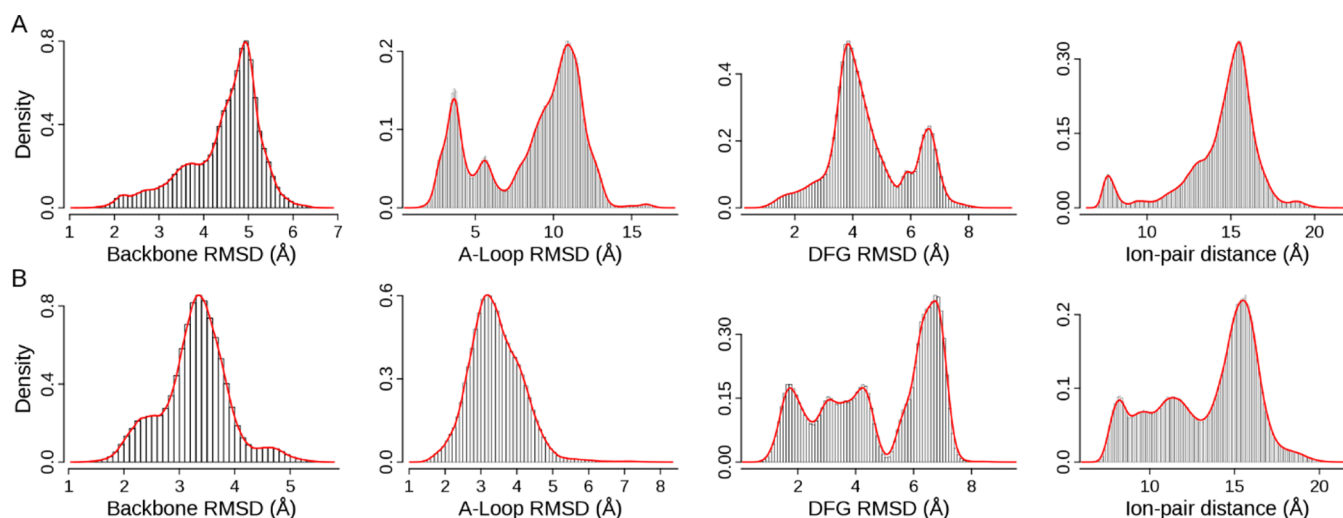 A
Density
0.0 0.4 0.8
1 2 3 4 5 6 7
Backbone RMSD (Å)
0.0 0.1 0.2
5 10 15
A-Loop RMSD (Å)
0.0 0.2 0.4
2 4 6 8
DFG RMSD (Å)
0.00 0.15 0.30
10 15 20
Ion-pair distance (Å)
B
Density
0.0 0.4 0.8
1 2 3 4 5
Backbone RMSD (Å)
0.0 0.3 0.6
1 2 3 4 5 6 7 8
A-Loop RMSD (Å)
0.00 0.15 0.30
2 4 6 8
DFG RMSD (Å)
0.0 0.1 0.2
10 15 20
Ion-pair distance (Å)